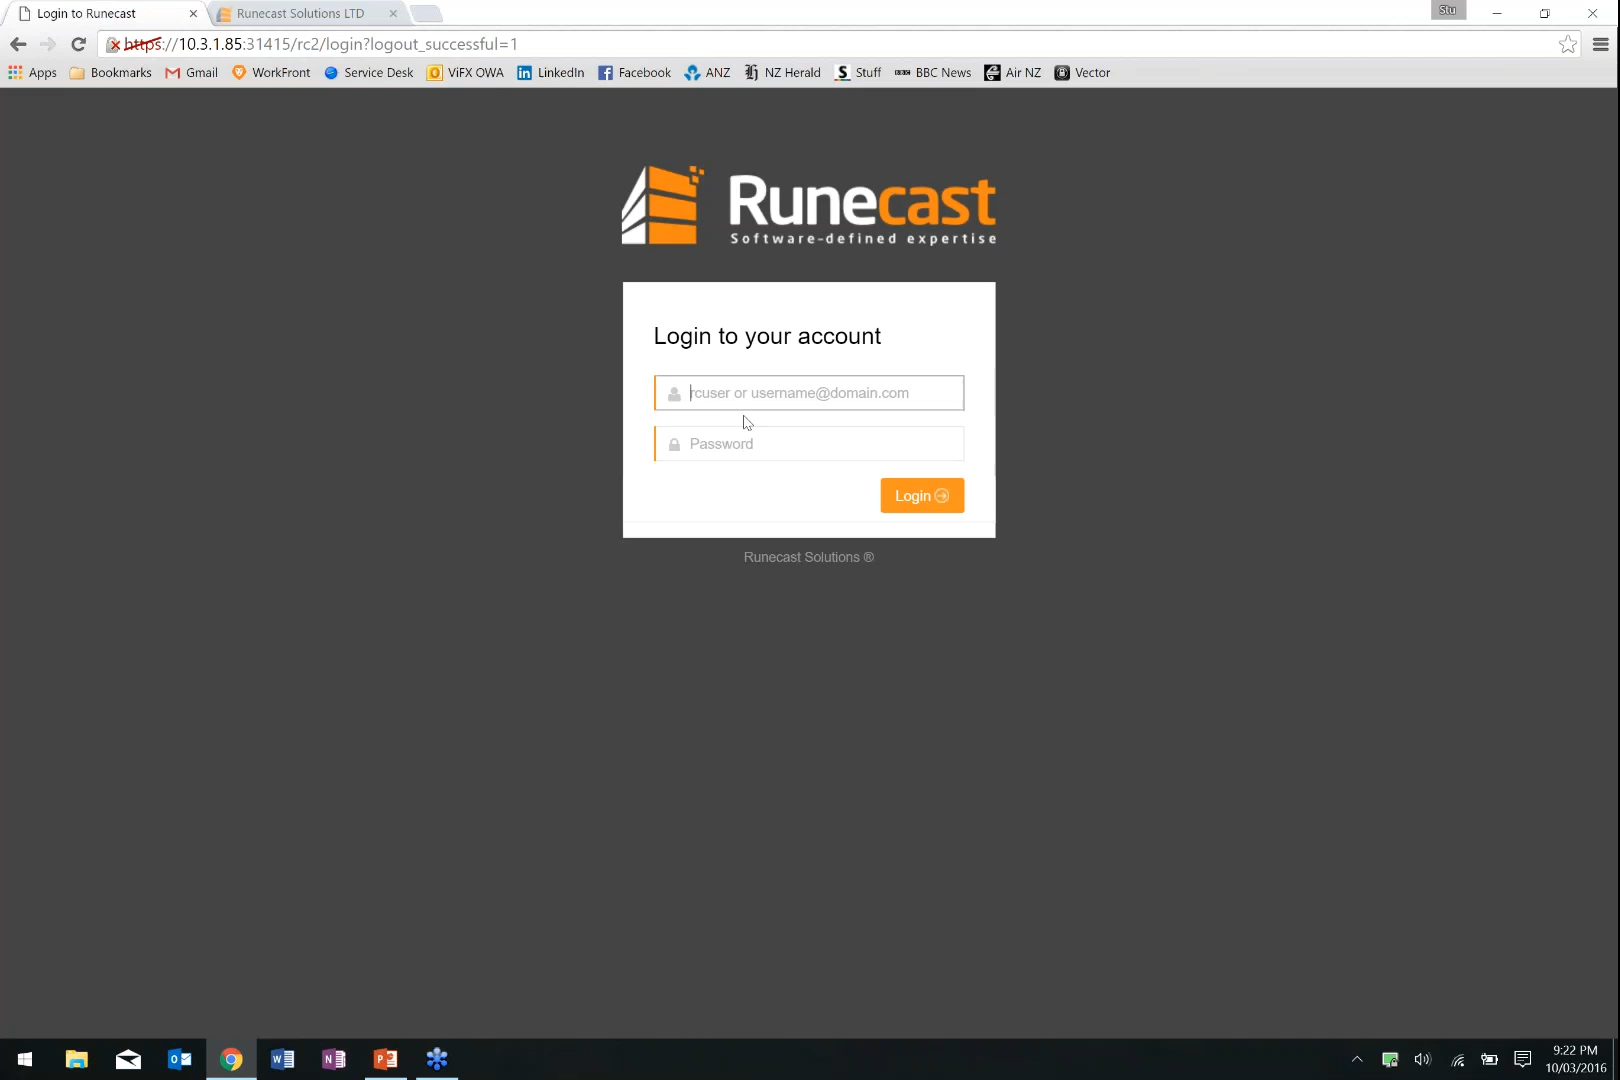 Login to Runecast
Runecast Solutions LTD
Stu
https://10.3.1.85:31415/rc2/login?logout_successful=1
Apps Bookmarks Gmail WorkFront Service Desk ViFX OWA LinkedIn Facebook ANZ NZ Herald Stuff BBC News Air NZ Vector
Runecast
Software-defined expertise
Login to your account
rcuser or username@domain.com
Password
Login
Runecast Solutions ®
9:22 PM
10/03/2016